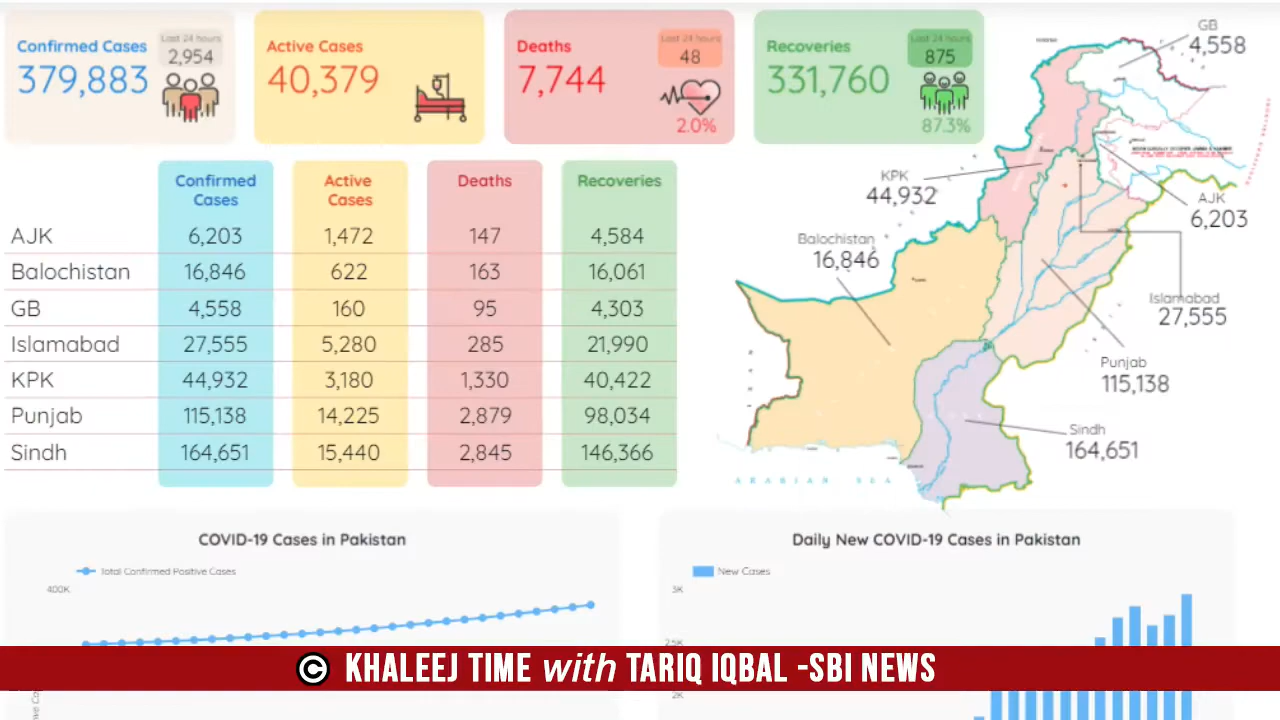 Confirmed Cases
379,883
Last 24 hours
2,954
Active Cases
40,379
Deaths
7,744
Last 24 hours
48
2.0%
Recoveries
331,760
Last 24 hours
875
87.3%
Confirmed Cases Active Cases Deaths Recoveries
AJK 6,203 1,472 147 4,584
Balochistan 16,846 622 163 16,061
GB 4,558 160 95 4,303
Islamabad 27,555 5,280 285 21,990
KPK 44,932 3,180 1,330 40,422
Punjab 115,138 14,225 2,879 98,034
Sindh 164,651 15,440 2,845 146,366
GB
4,558
KPK
44,932
AJK
6,203
Balochistan
16,846
Islamabad
27,555
Punjab
115,138
Sindh
164,651
ARABIAN SEA
COVID-19 Cases in Pakistan
Total Confirmed Positive Cases
400K
Daily New COVID-19 Cases in Pakistan
New Cases
3K
2.5K
2K
© KHALEEJ TIME with TARIQ IQBAL -SBI NEWS